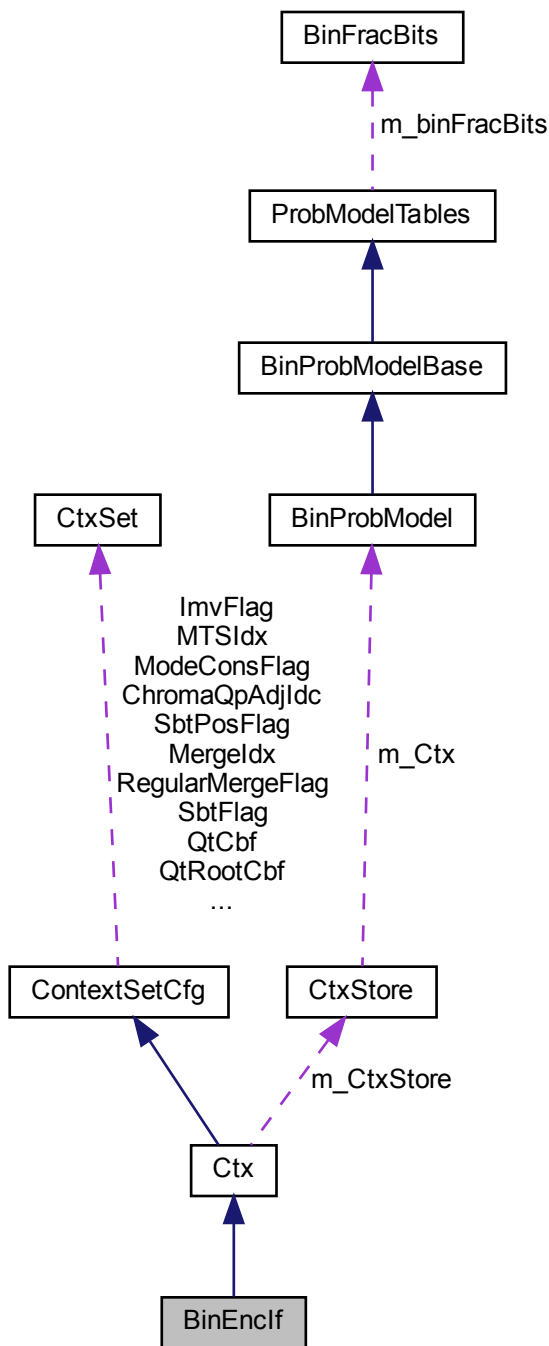 BinFracBits
m_binFracBits
ProbModelTables
BinProbModelBase
CtxSet
BinProbModel
ImvFlag
MTSIdx
ModeConsFlag
ChromaQpAdjIdc
SbtPosFlag
MergeIdx
RegularMergeFlag
SbtFlag
QtCbf
QtRootCbf
...
m_Ctx
ContextSetCfg
CtxStore
m_CtxStore
Ctx
BinEncIf